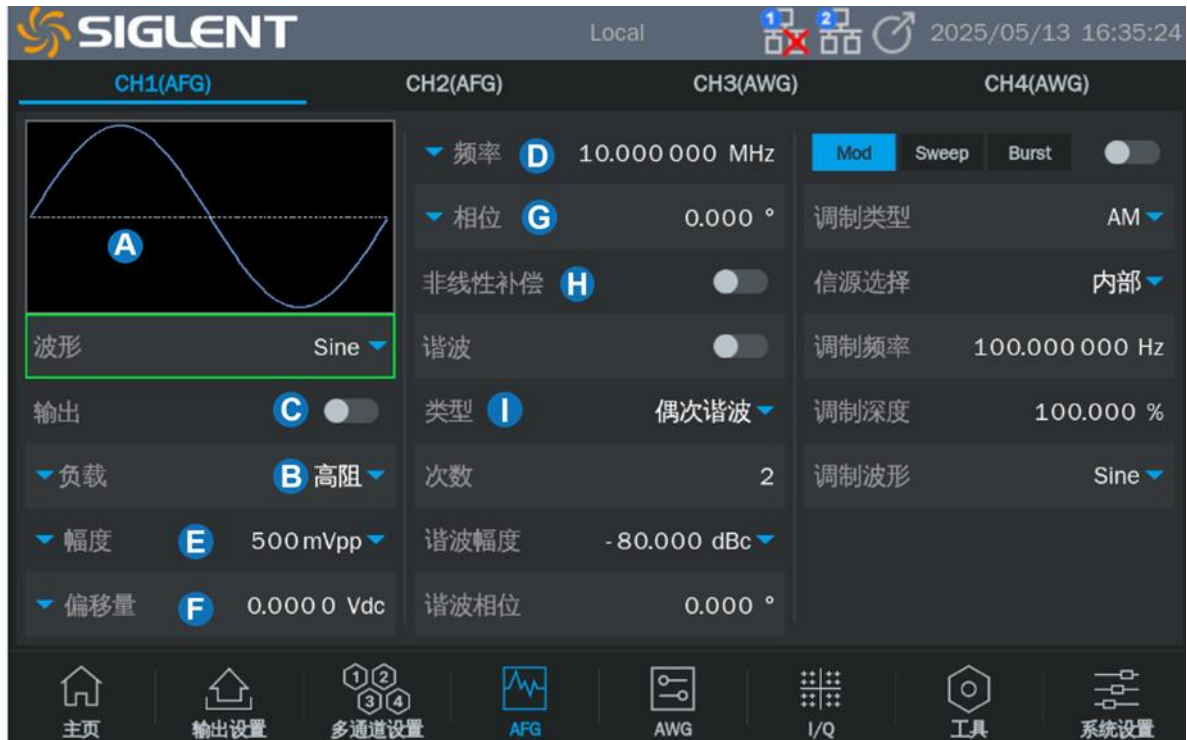 SIGLENT Local 1 2 2025/05/13 16:35:24
CH1(AFG) CH2(AFG) CH3(AWG) CH4(AWG)
A
波形 Sine
输出 C
负载 B 高阻
幅度 E 500 mVpp
偏移量 F 0.000 0 Vdc
频率 D 10.000 000 MHz
相位 G 0.000 °
非线性补偿 H
谐波
类型 I 偶次谐波
次数 2
谐波幅度 -80.000 dBc
谐波相位 0.000 °
Mod Sweep Burst
调制类型 AM
信源选择 内部
调制频率 100.000 000 Hz
调制深度 100.000 %
调制波形 Sine
1 2
3 4
主页 输出设置 多通道设置 AFG AWG I/Q 工具 系统设置